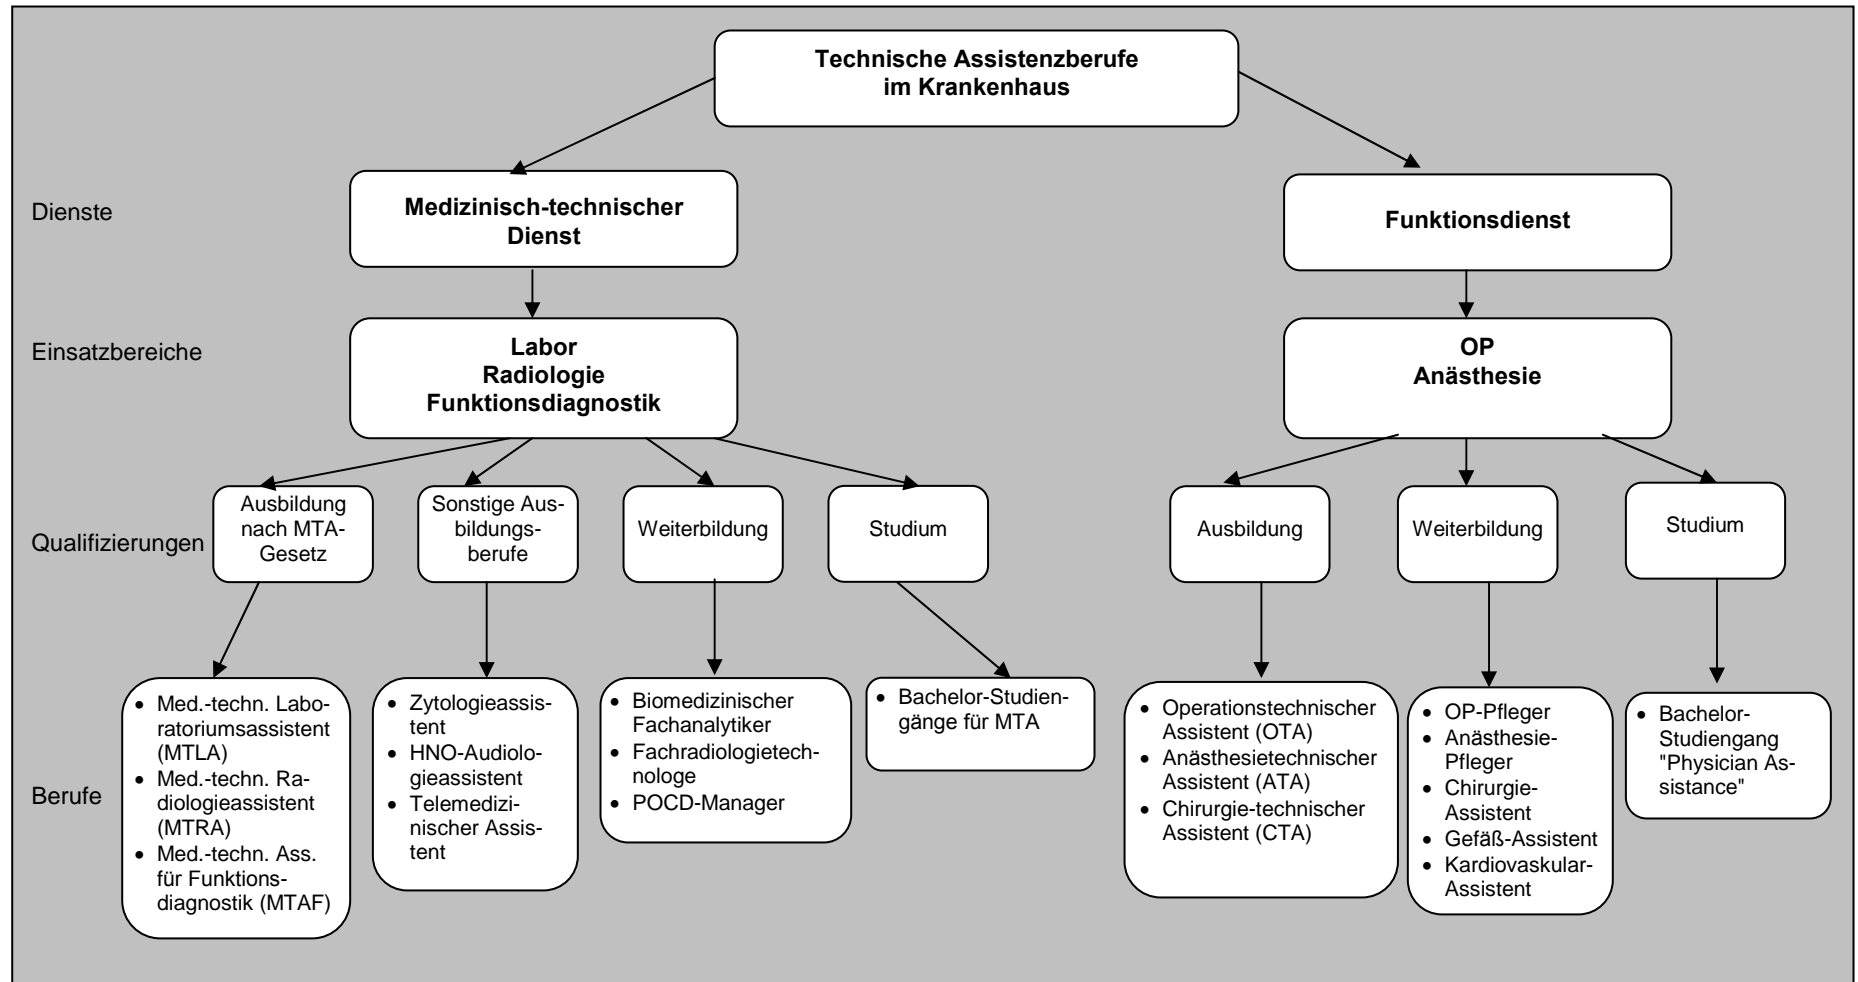 Technische Assistenzberufe
im Krankenhaus
Dienste
Medizinisch-technischer
Dienst
Funktionsdienst
Einsatzbereiche
Labor
Radiologie
Funktionsdiagnostik
OP
Anästhesie
Qualifizierungen
Ausbildung
nach MTA-
Gesetz
Sonstige Aus-
bildungs-
berufe
Weiterbildung
Studium
Ausbildung
Weiterbildung
Studium
Berufe
• Med.-techn. Labo-
ratoriumsassistent
(MTLA)
• Med.-techn. Ra-
diologieassistent
(MTRA)
• Med.-techn. Ass.
für Funktions-
diagnostik (MTAF)
• Zytologieassis-
tent
• HNO-Audiolo-
gieassistent
• Telemedizi-
nischer Assis-
tent
• Biomedizinischer
Fachanalytiker
• Fachradiologietech-
nologe
• POCD-Manager
• Bachelor-Studien-
gänge für MTA
• Operationstechnischer
Assistent (OTA)
• Anästhesietechnischer
Assistent (ATA)
• Chirurgie-technischer
Assistent (CTA)
• OP-Pfleger
• Anästhesie-
Pfleger
• Chirurgie-
Assistent
• Gefäß-Assistent
• Kardiovaskular-
Assistent
• Bachelor-
Studiengang
"Physician As-
sistance"